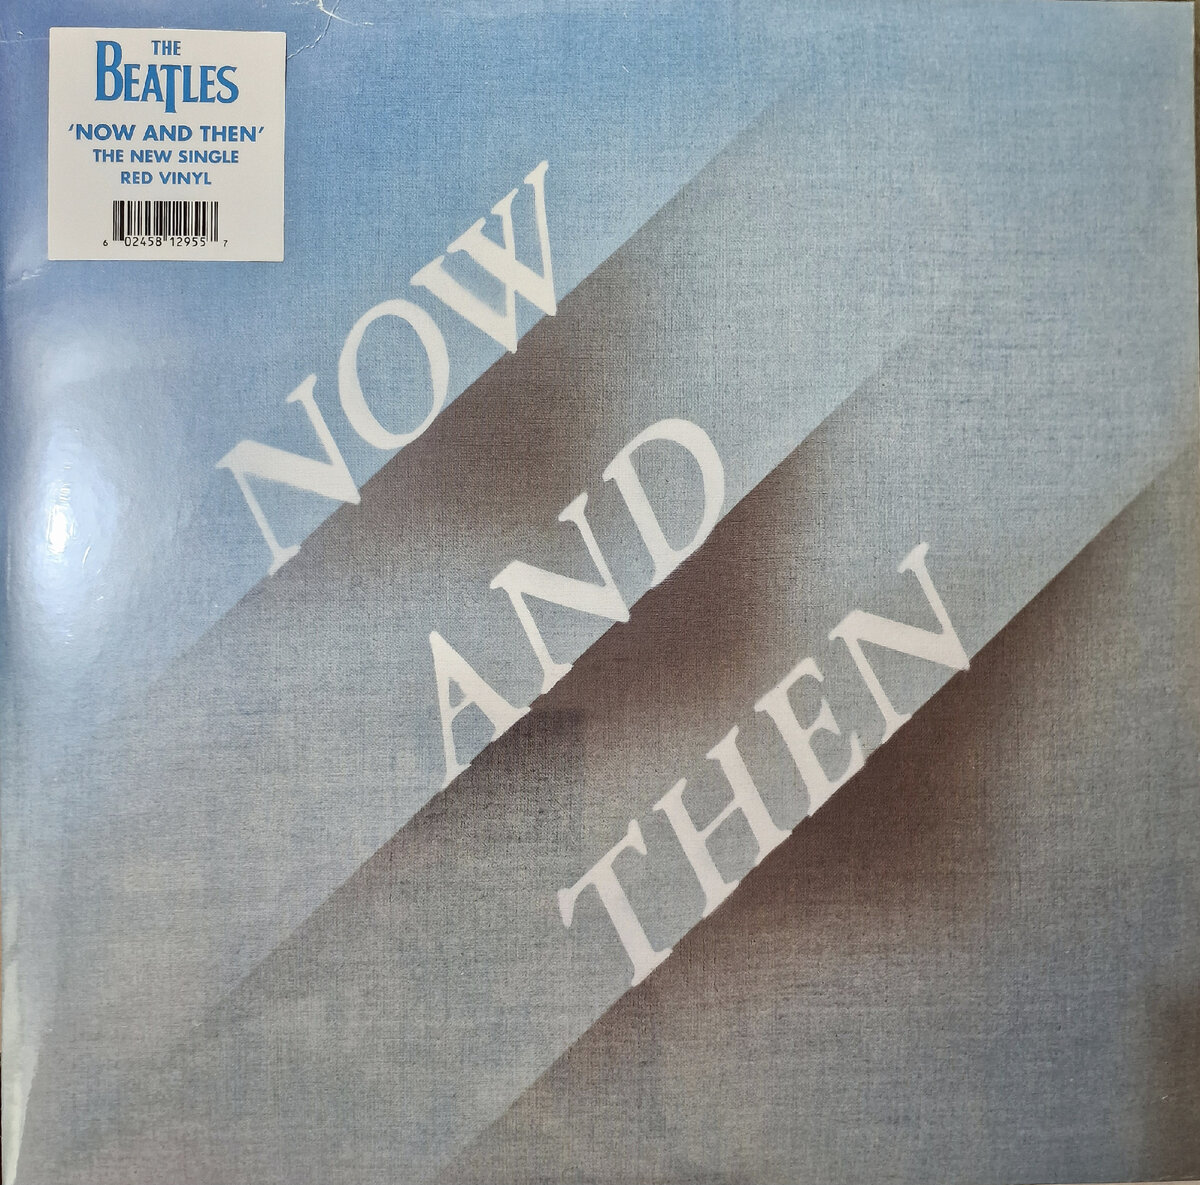 THE
BEATLES
'NOW AND THEN'
THE NEW SINGLE
RED VINYL
6 02458 12955 7
NOW
AND
THEN